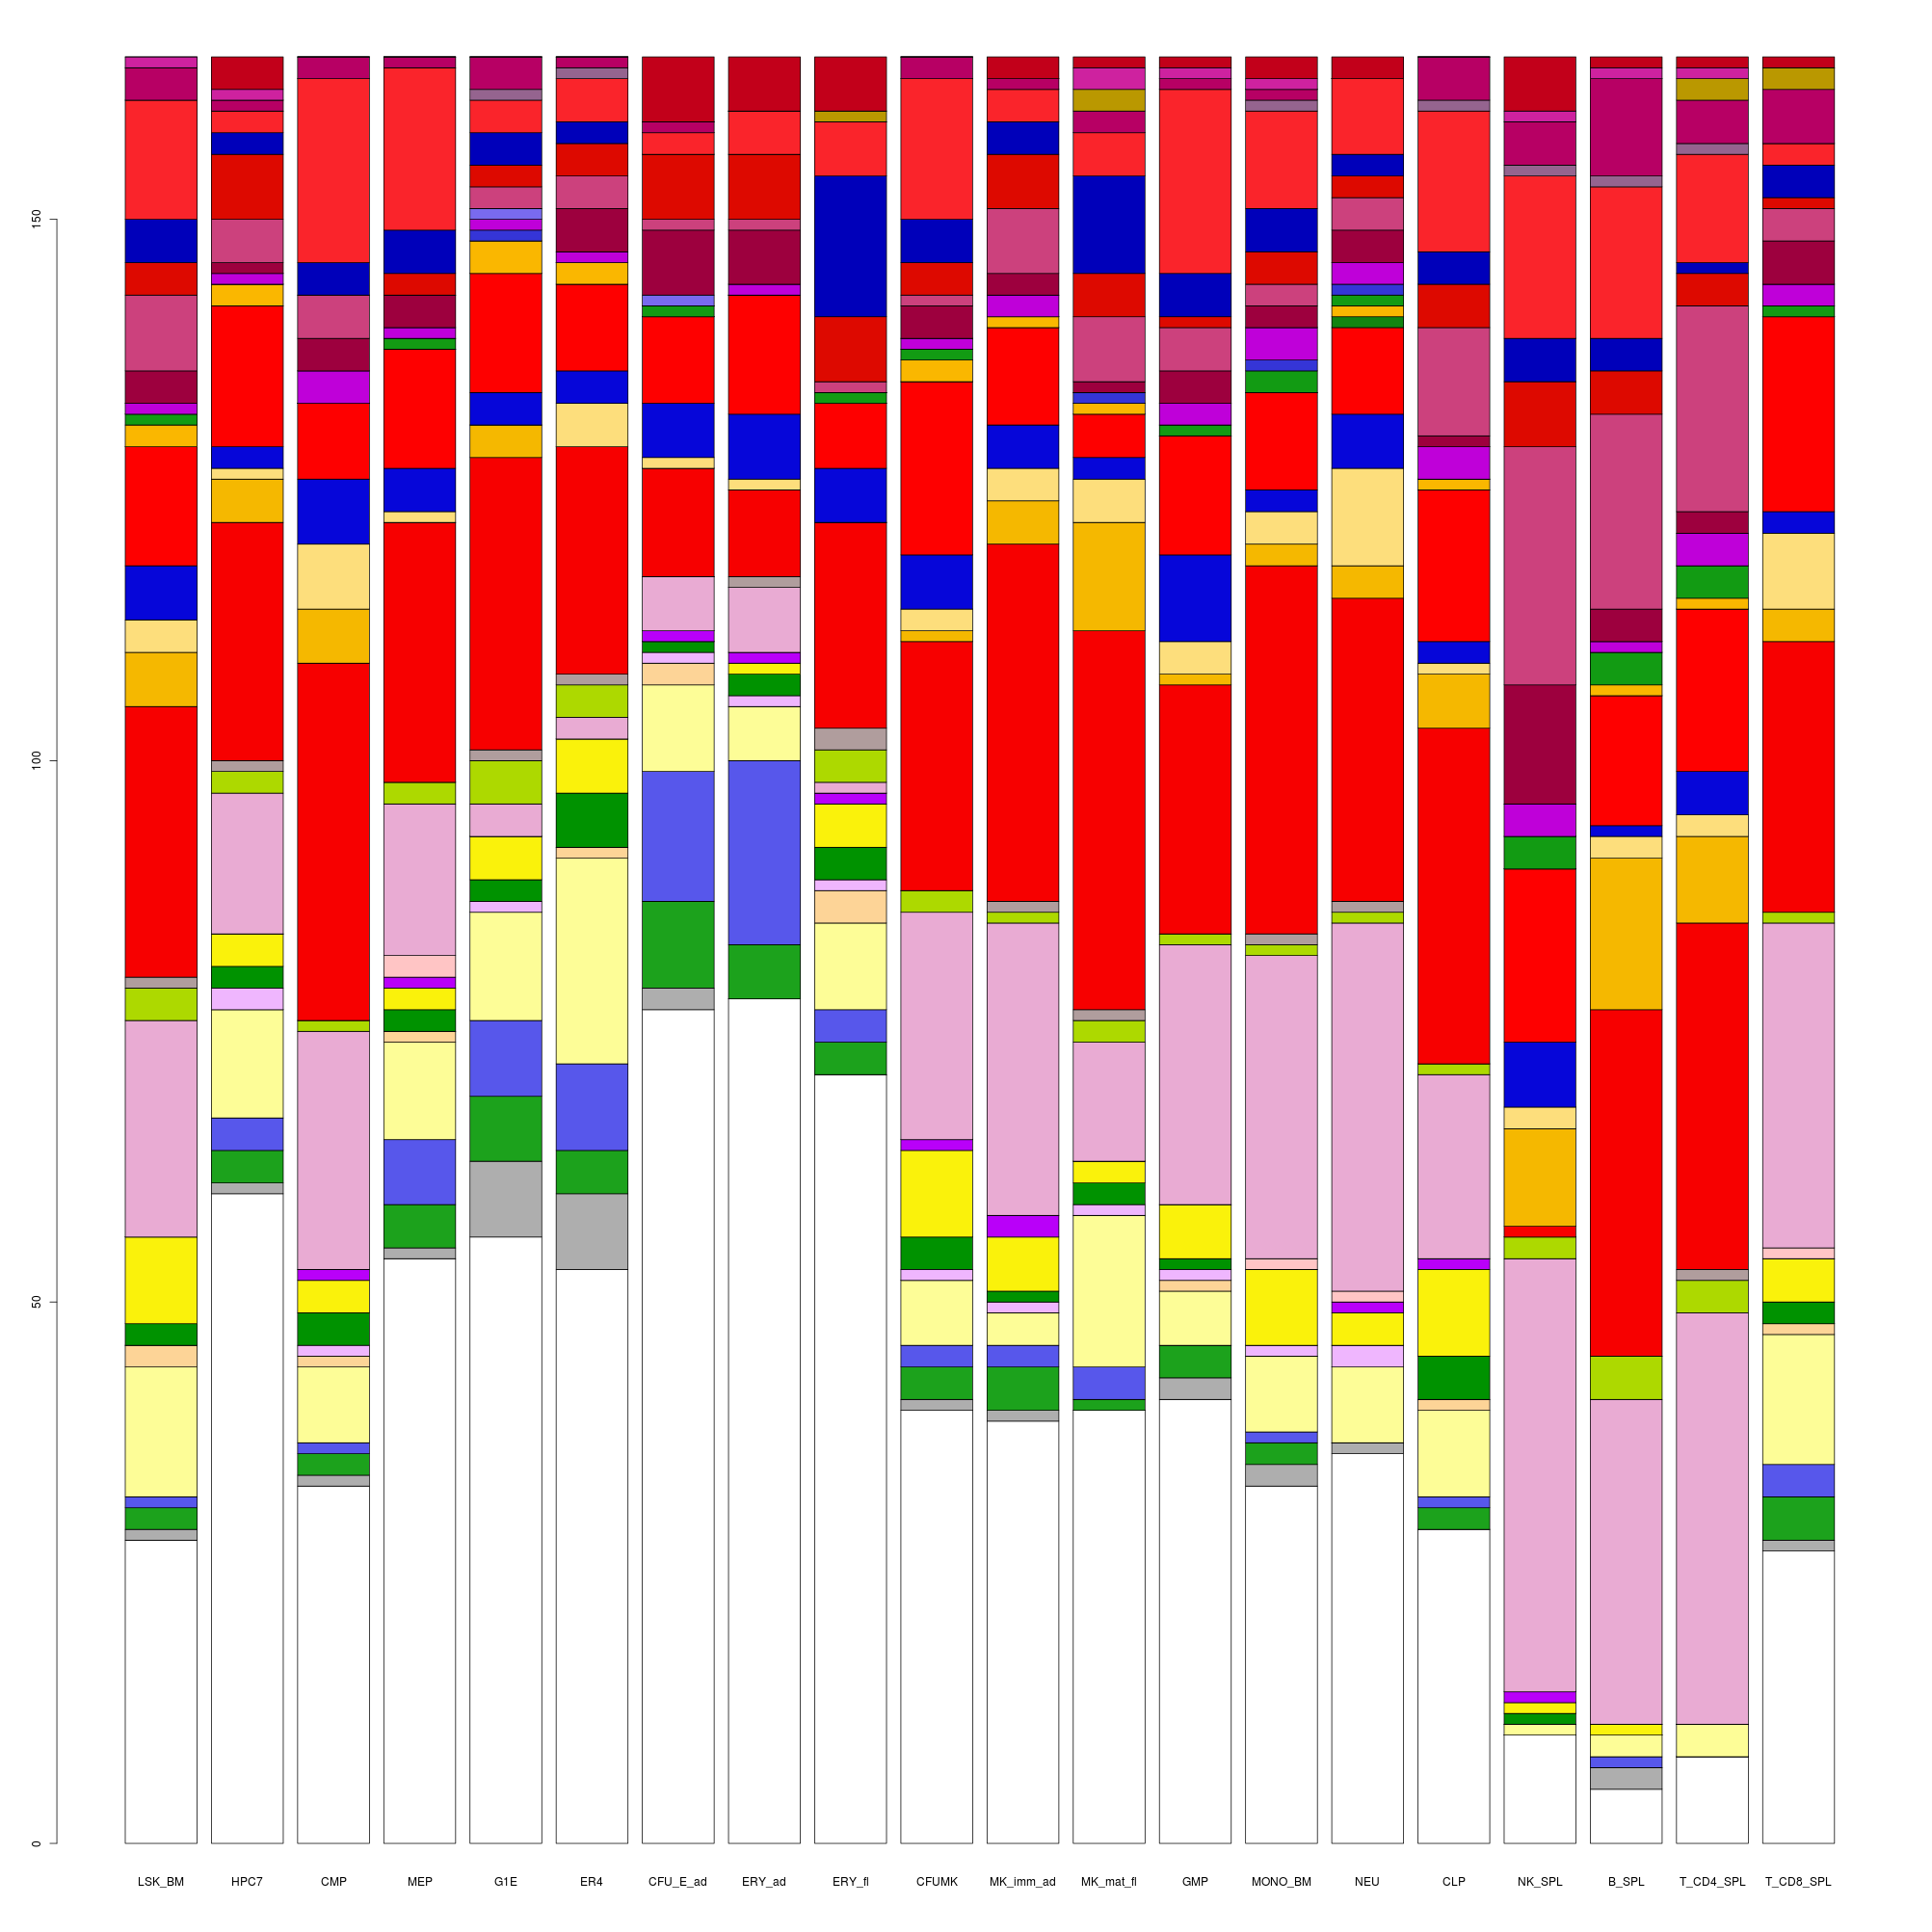 150
100
50
0
LSK_BM HPC7 CMP MEP G1E ER4 CFU_E_ad ERY_ad ERY_fl CFUMK MK_imm_ad MK_mat_fl GMP MONO_BM NEU CLP NK_SPL B_SPL T_CD4_SPL T_CD8_SPL